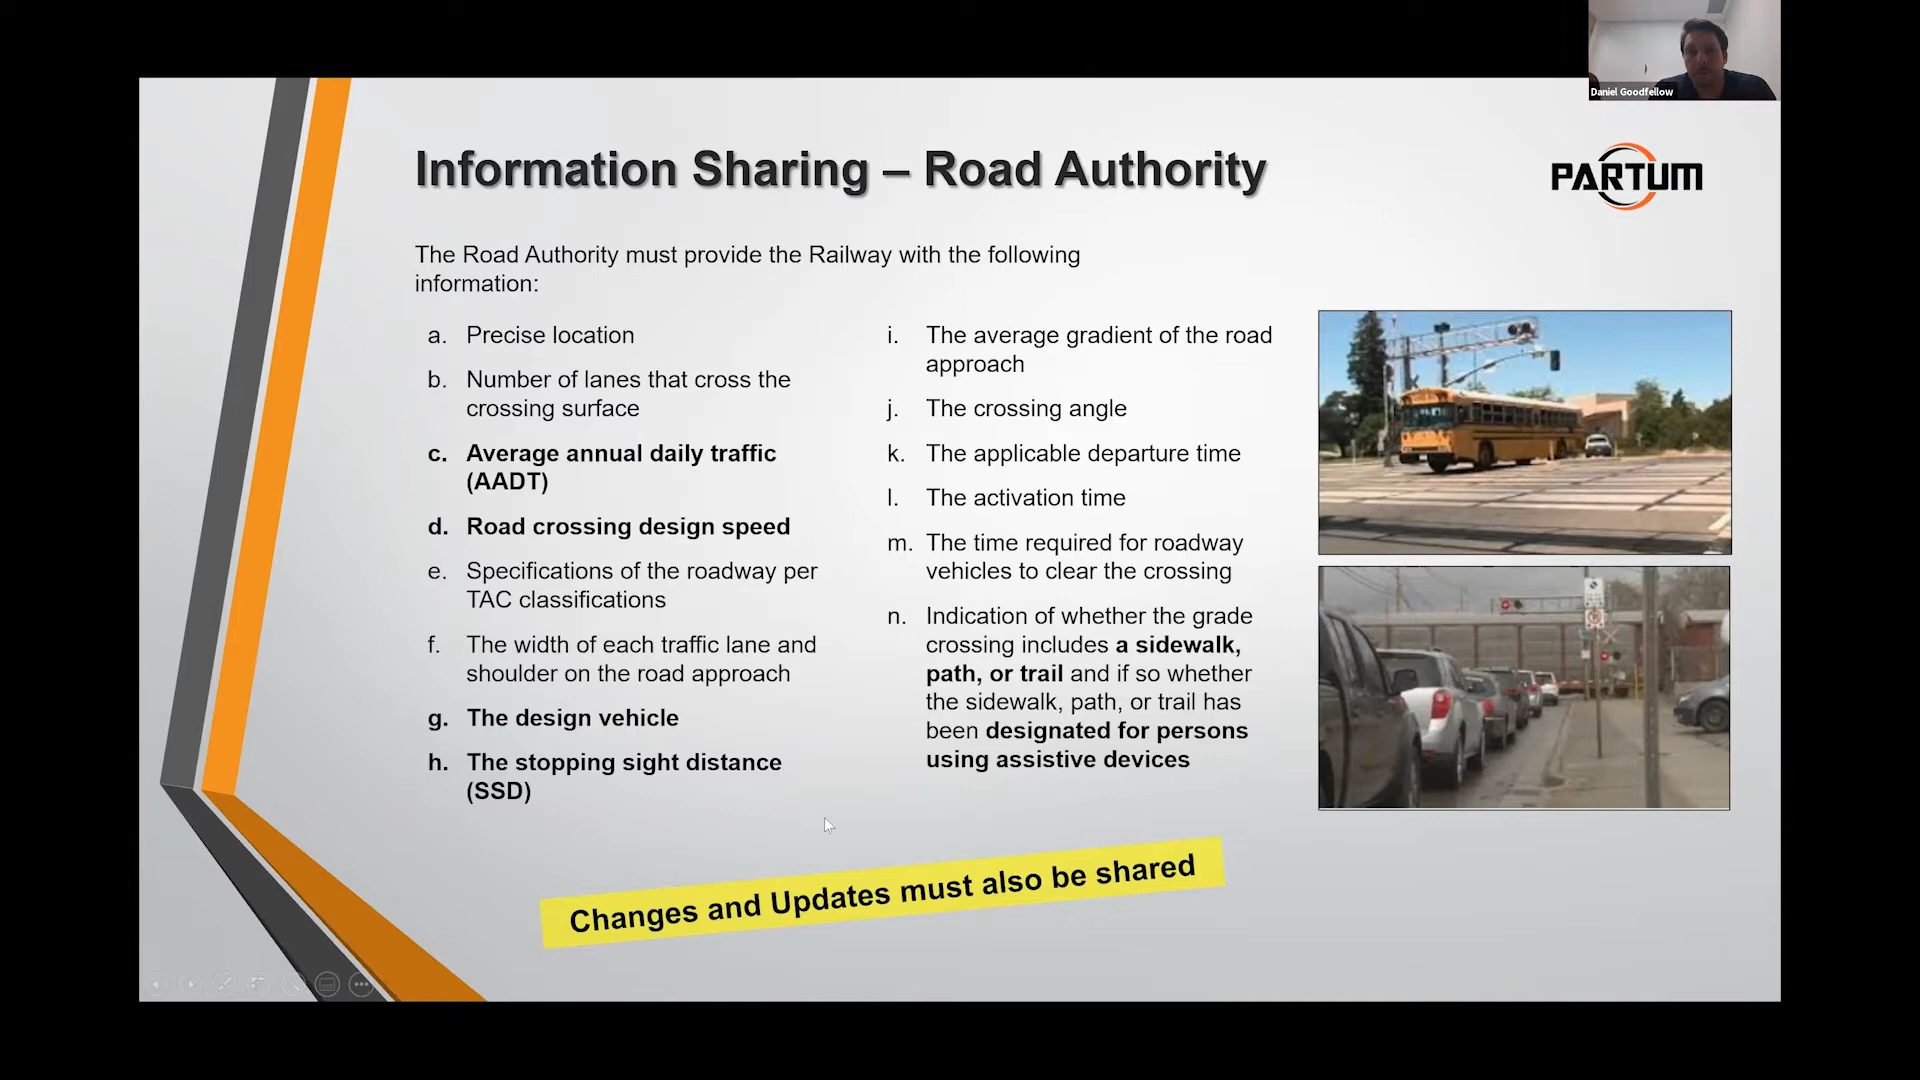 Daniel Goodfellow
Information Sharing – Road Authority
PARTUM
The Road Authority must provide the Railway with the following
information:
a. Precise location
b. Number of lanes that cross the
crossing surface
c. Average annual daily traffic
(AADT)
d. Road crossing design speed
e. Specifications of the roadway per
TAC classifications
f. The width of each traffic lane and
shoulder on the road approach
g. The design vehicle
h. The stopping sight distance
(SSD)
i. The average gradient of the road
approach
j. The crossing angle
k. The applicable departure time
l. The activation time
m. The time required for roadway
vehicles to clear the crossing
n. Indication of whether the grade
crossing includes a sidewalk,
path, or trail and if so whether
the sidewalk, path, or trail has
been designated for persons
using assistive devices
Changes and Updates must also be shared